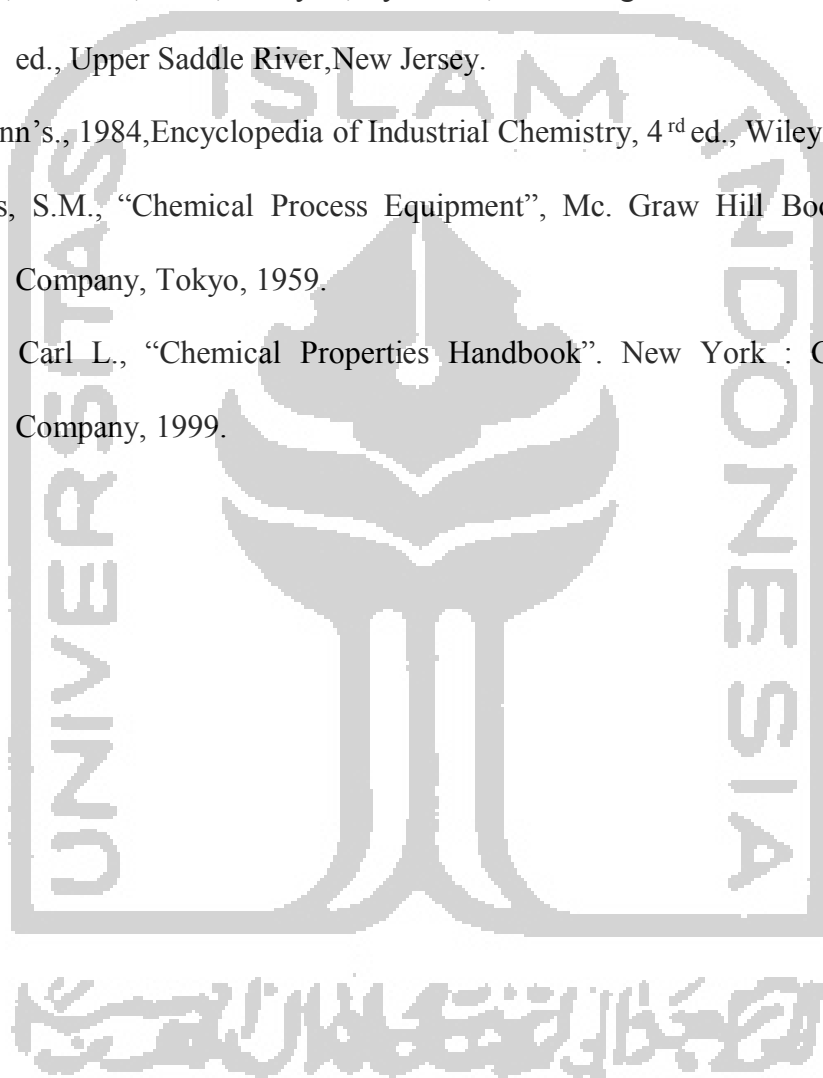 ed., Upper Saddle River,New Jersey.
nn’s., 1984,Encyclopedia of Industrial Chemistry, 4 rd ed., Wiley
s, S.M., “Chemical Process Equipment”, Mc. Graw Hill Boo
Company, Tokyo, 1959.
Carl L., “Chemical Properties Handbook”. New York : C
Company, 1999.
UNIVERSITAS
ISLAM
INDONESIA